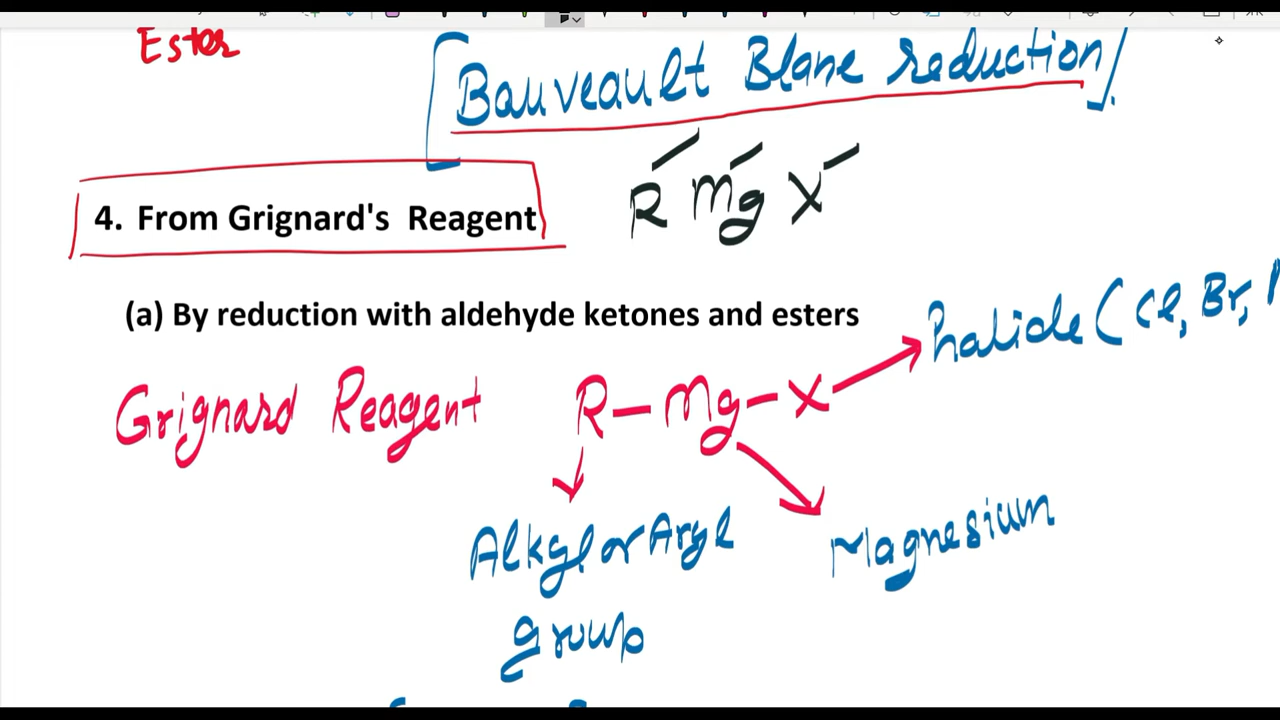 Ester
[Bauveault Blanc reduction]
R Mg X
4. From Grignard's Reagent
(a) By reduction with aldehyde ketones and esters
halide (Cl, Br,
Grignard Reagent R-Mg-X
Alkyl or Aryl
group
Magnesium